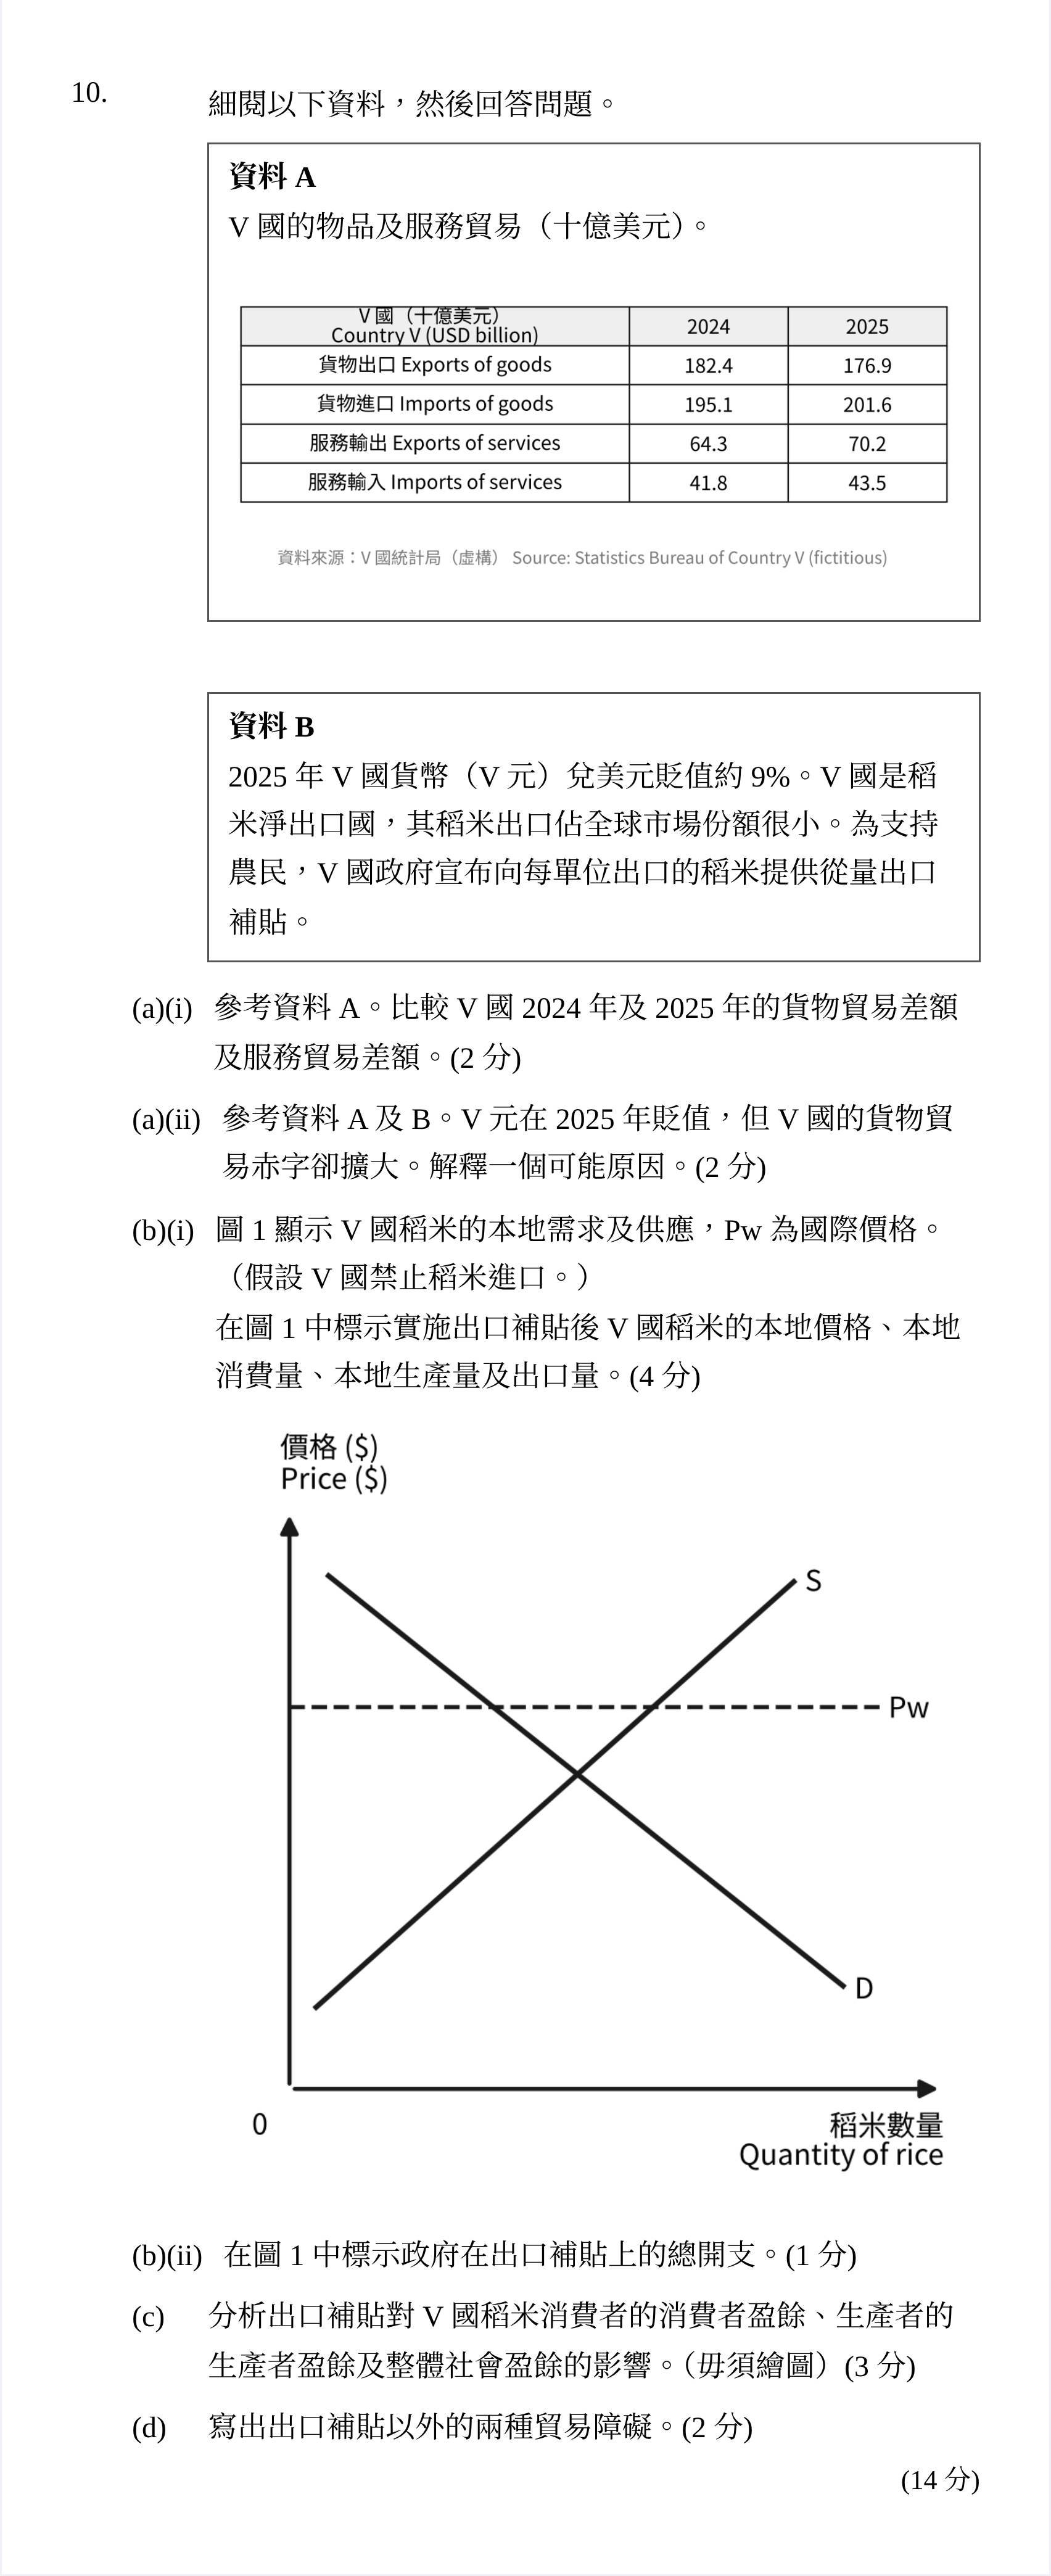 10.
細閱以下資料，然後回答問題。
資料 A
V 國的物品及服務貿易（十億美元）。
V 國（十億美元）
Country V (USD billion)
2024
2025
貨物出口 Exports of goods
182.4
176.9
貨物進口 Imports of goods
195.1
201.6
服務輸出 Exports of services
64.3
70.2
服務輸入 Imports of services
41.8
43.5
資料來源：V 國統計局（虛構） Source: Statistics Bureau of Country V (fictitious)
資料 B
2025 年 V 國貨幣（V 元）兌美元貶值約 9%。V 國是稻
米淨出口國，其稻米出口佔全球市場份額很小。為支持
農民，V 國政府宣布向每單位出口的稻米提供從量出口
補貼。
(a)(i) 參考資料 A。比較 V 國 2024 年及 2025 年的貨物貿易差額
及服務貿易差額。(2 分)
(a)(ii) 參考資料 A 及 B。V 元在 2025 年貶值，但 V 國的貨物貿
易赤字卻擴大。解釋一個可能原因。(2 分)
(b)(i) 圖 1 顯示 V 國稻米的本地需求及供應，Pw 為國際價格。
（假設 V 國禁止稻米進口。）
在圖 1 中標示實施出口補貼後 V 國稻米的本地價格、本地
消費量、本地生產量及出口量。(4 分)
價格 ($)
Price ($)
S
Pw
D
0
稻米數量
Quantity of rice
(b)(ii) 在圖 1 中標示政府在出口補貼上的總開支。(1 分)
(c) 分析出口補貼對 V 國稻米消費者的消費者盈餘、生產者的
生產者盈餘及整體社會盈餘的影響。（毋須繪圖）(3 分)
(d) 寫出出口補貼以外的兩種貿易障礙。(2 分)
(14 分)